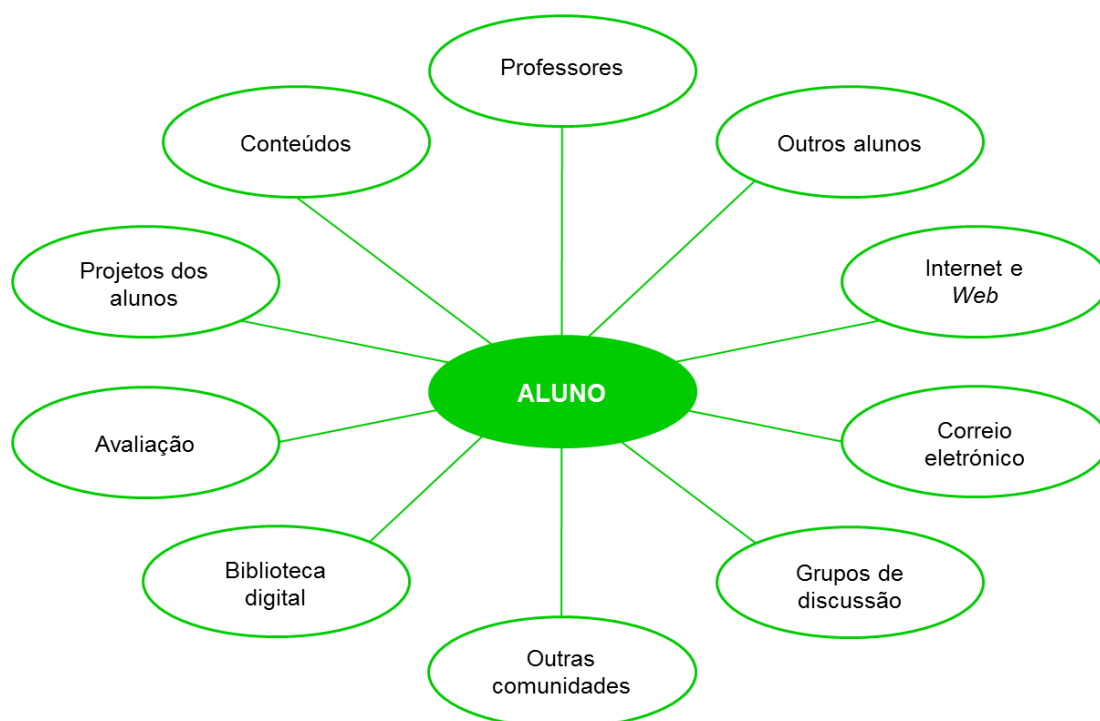 Professores
Conteúdos
Outros alunos
Projetos dos
alunos
Internet e
Web
ALUNO
Avaliação
Correio
eletrónico
Biblioteca
digital
Grupos de
discussão
Outras
comunidades